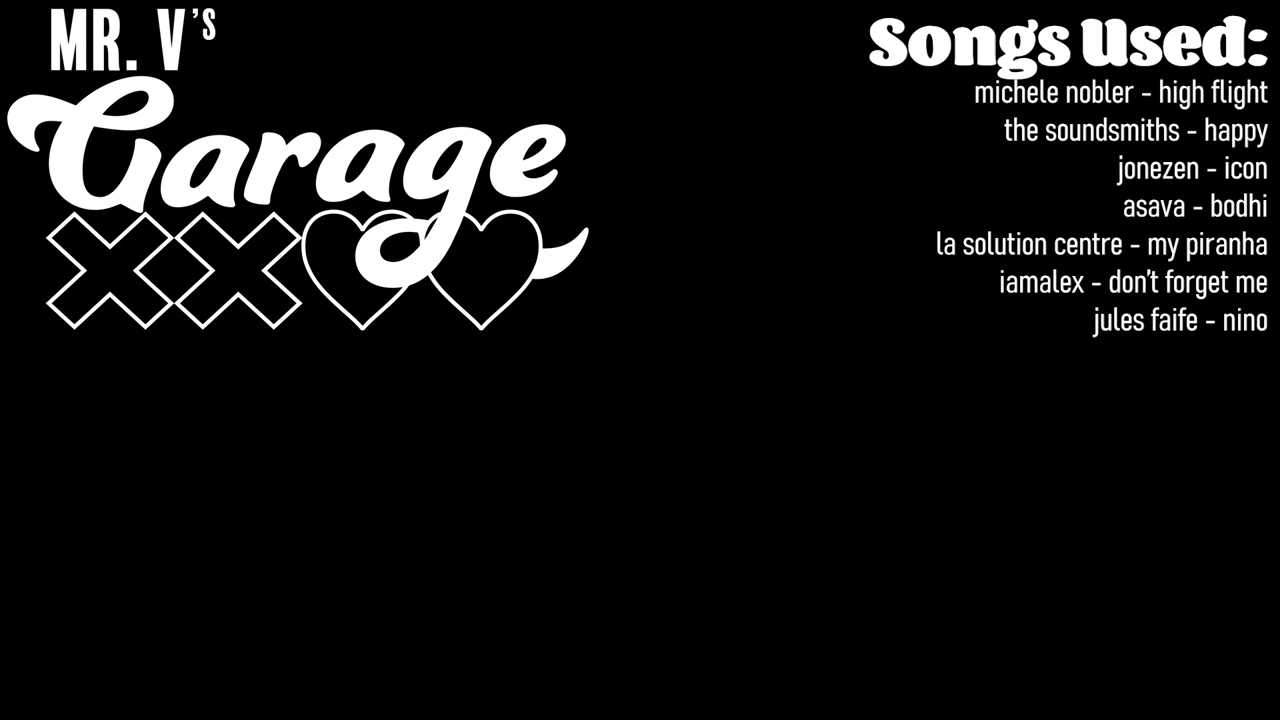 MR. V's
Garage
Songs Used:
michele nobler - high flight
the soundsmiths - happy
jonezen - icon
asava - bodhi
la solution centre - my piranha
iamalex - don't forget me
jules faife - nino